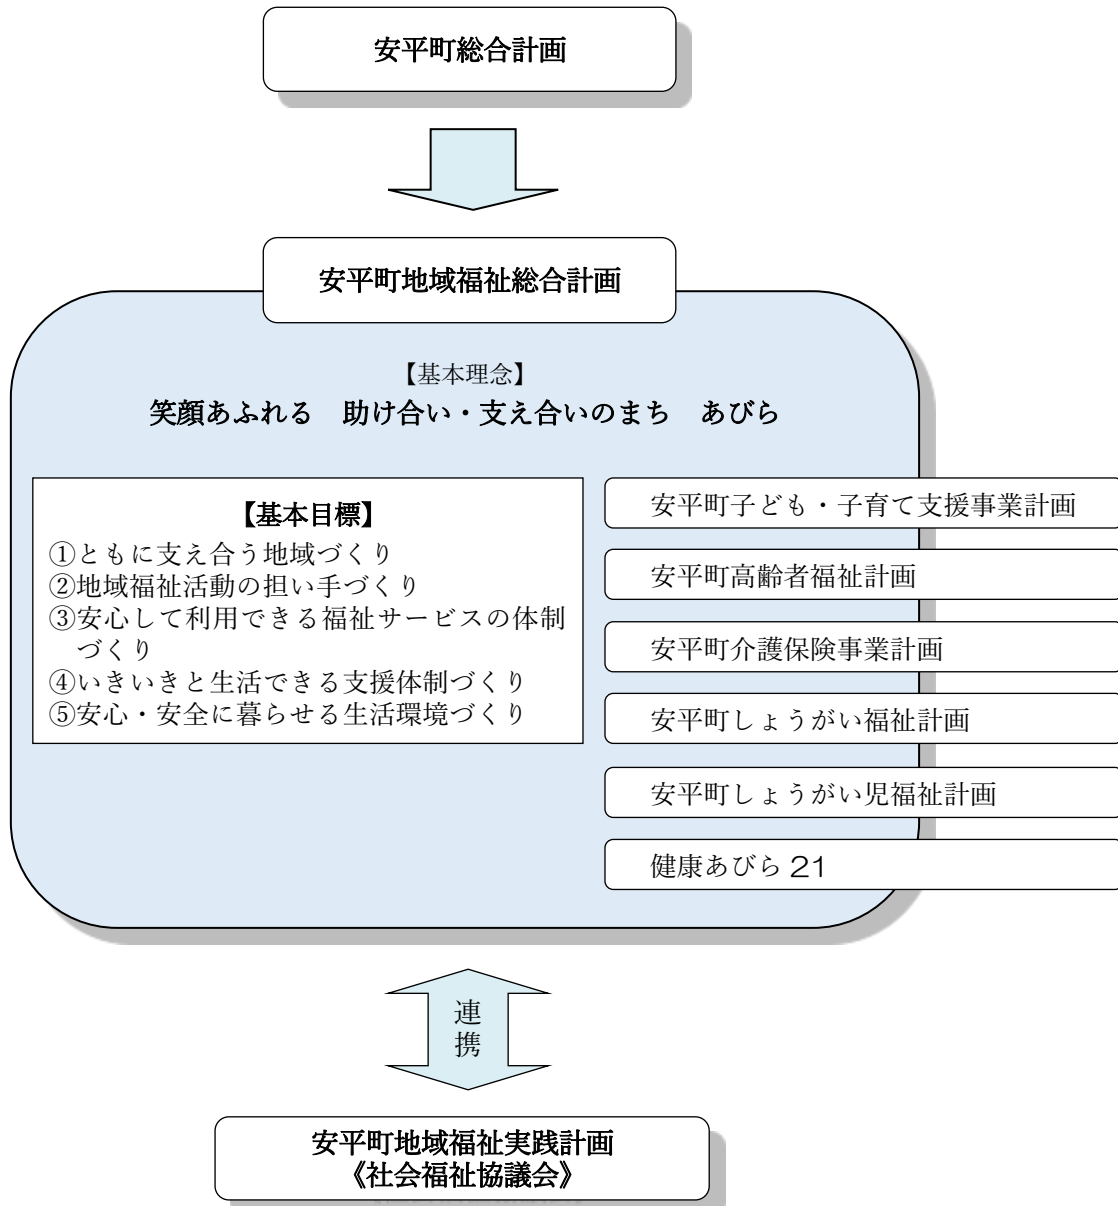 安平町総合計画
安平町地域福祉総合計画
【基本理念】
笑顔あふれる　助け合い・支え合いのまち　あびら
【基本目標】
①ともに支え合う地域づくり
②地域福祉活動の担い手づくり
③安心して利用できる福祉サービスの体制
づくり
④いきいきと生活できる支援体制づくり
⑤安心・安全に暮らせる生活環境づくり
安平町子ども・子育て支援事業計画
安平町高齢者福祉計画
安平町介護保険事業計画
安平町しょうがい福祉計画
安平町しょうがい児福祉計画
健康あびら 21
連
携
安平町地域福祉実践計画
《社会福祉協議会》